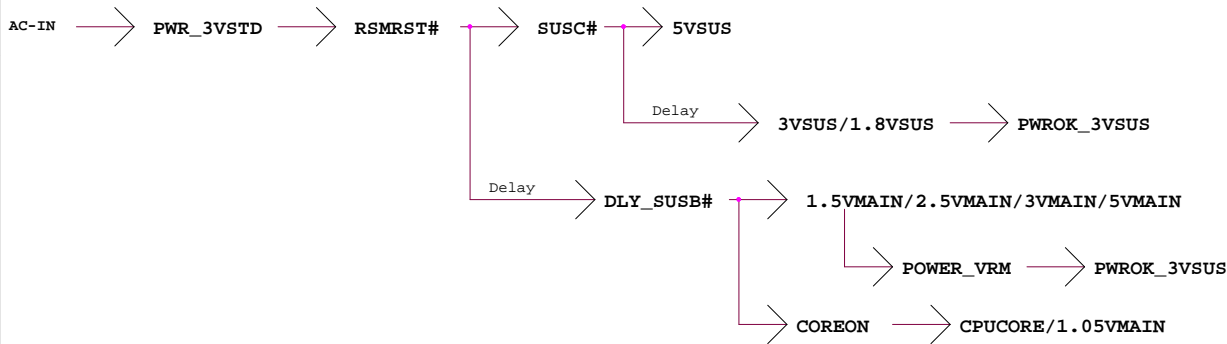 AC-IN PWR_3VSTD RSMRST# SUSC# 5VSUS
Delay
3VSUS/1.8VSUS PWROK_3VSUS
Delay
DLY_SUSB# 1.5VMAIN/2.5VMAIN/3VMAIN/5VMAIN
POWER_VRM PWROK_3VSUS
COREON CPUCORE/1.05VMAIN